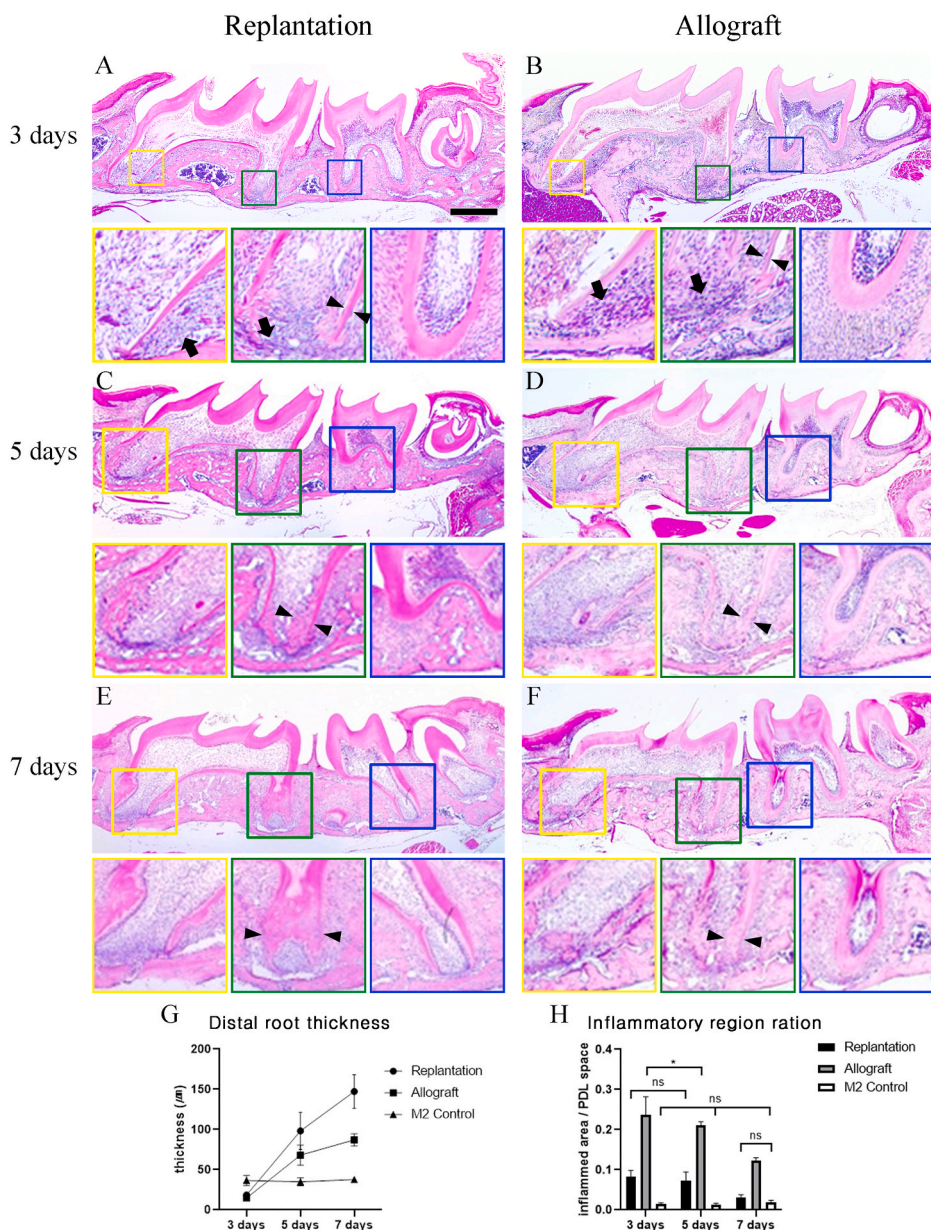 Replantation
Allograft
A
B
3 days
C
D
5 days
E
F
7 days
G
Distal root thickness
200
150
100
50
0
thickness (㎛)
3 days
5 days
7 days
Replantation
Allograft
M2 Control
H
Inflammatory region ration
0.4
0.3
0.2
0.1
0.0
inflammed area / PDL space
Replantation
Allograft
M2 Control
*
ns
ns
ns
3 days
5 days
7 days